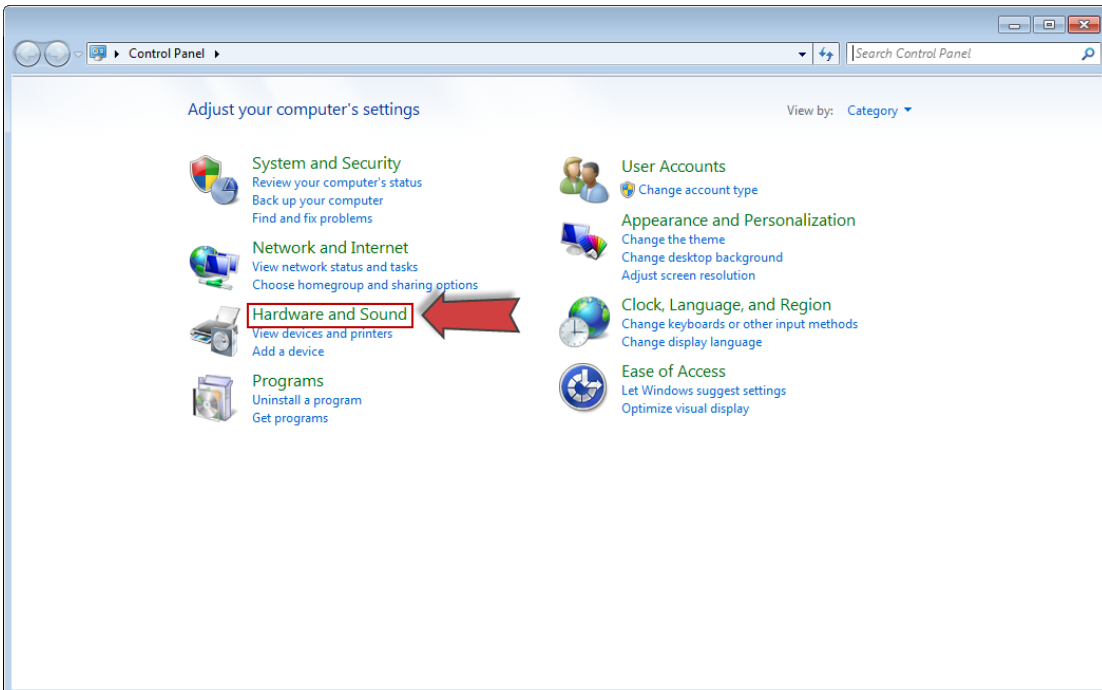 Control Panel
Search Control Panel
Adjust your computer's settings
View by: Category
System and Security
Review your computer's status
Back up your computer
Find and fix problems
Network and Internet
View network status and tasks
Choose homegroup and sharing options
Hardware and Sound
View devices and printers
Add a device
Programs
Uninstall a program
Get programs
User Accounts
Change account type
Appearance and Personalization
Change the theme
Change desktop background
Adjust screen resolution
Clock, Language, and Region
Change keyboards or other input methods
Change display language
Ease of Access
Let Windows suggest settings
Optimize visual display